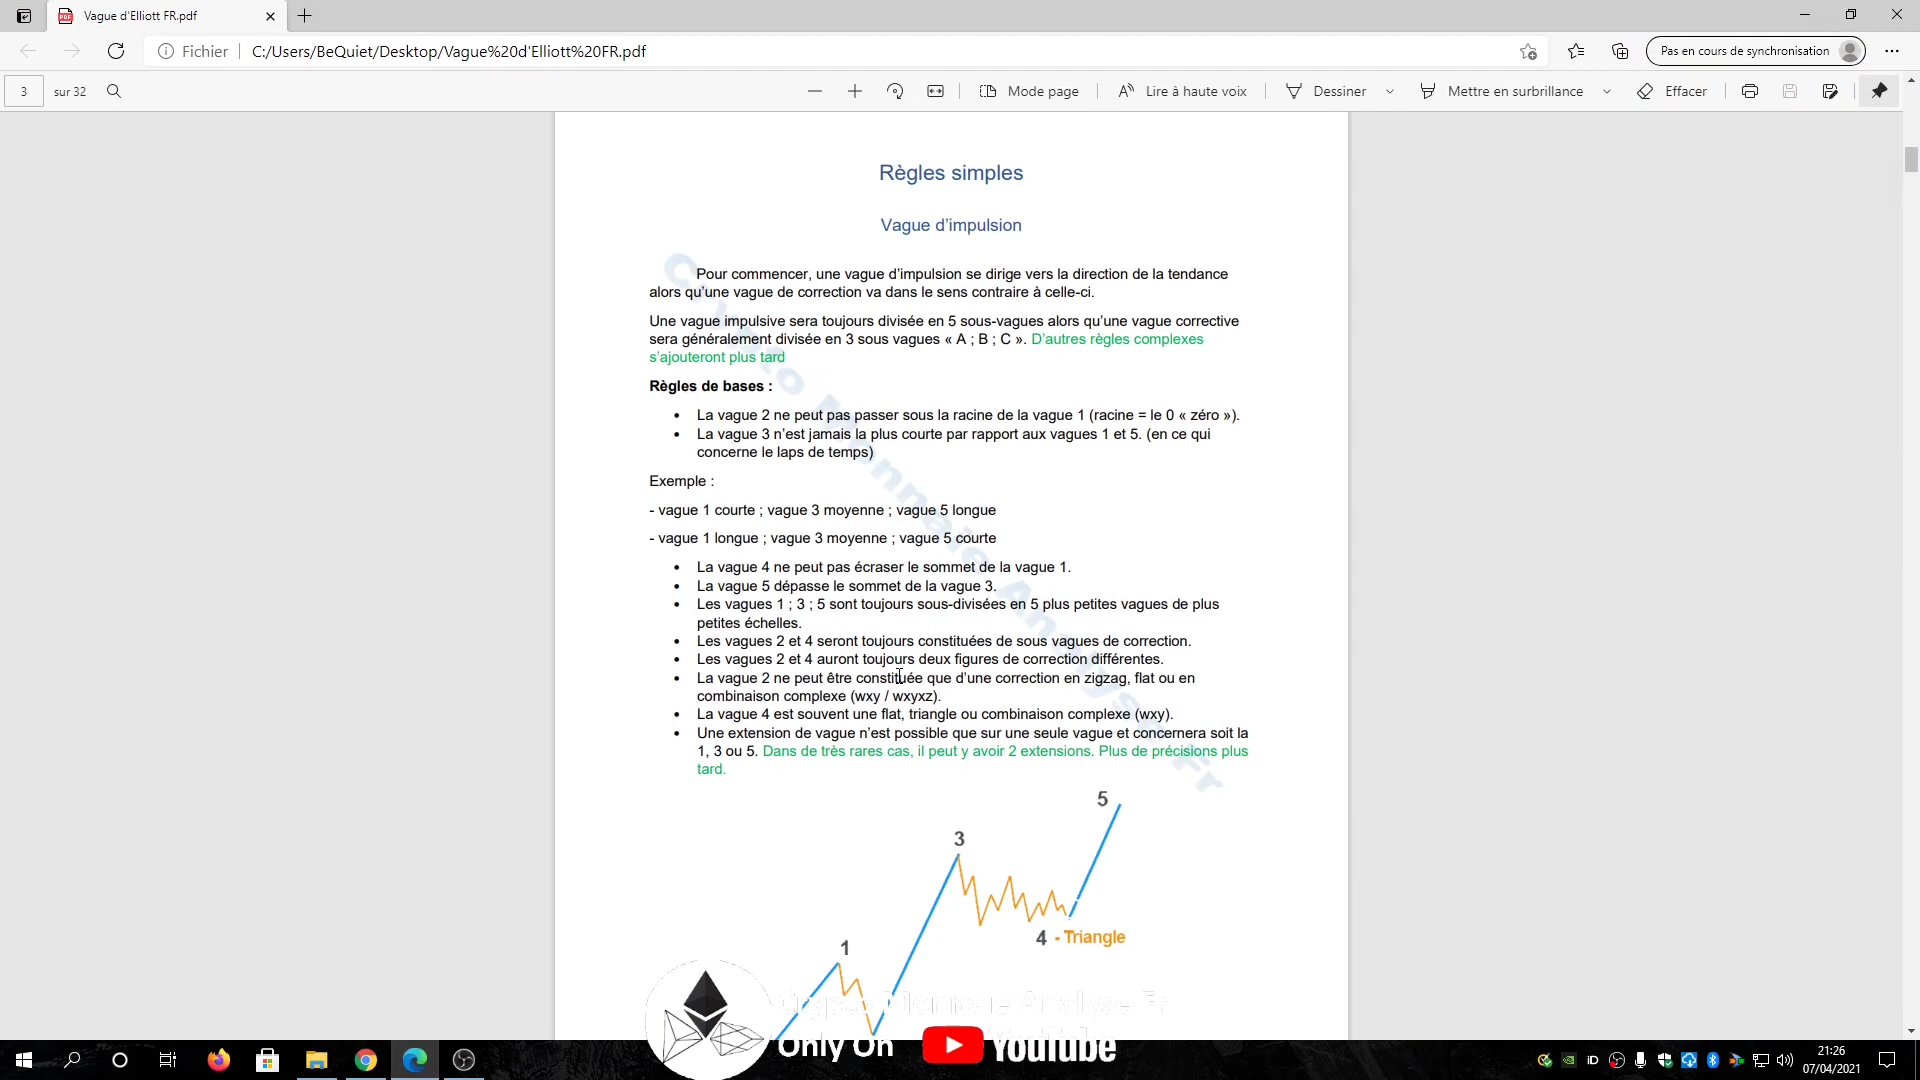 Vague d'Elliott FR.pdf
Fichier
C:/Users/BeQuiet/Desktop/Vague%20d'Elliott%20FR.pdf
Pas en cours de synchronisation
3
sur 32
Mode page
Lire à haute voix
Dessiner
Mettre en surbrillance
Effacer
Règles simples
Vague d’impulsion
Pour commencer, une vague d’impulsion se dirige vers la direction de la tendance
alors qu’une vague de correction va dans le sens contraire à celle-ci.
Une vague impulsive sera toujours divisée en 5 sous-vagues alors qu’une vague corrective
sera généralement divisée en 3 sous vagues « A ; B ; C ». D’autres règles complexes
s’ajouteront plus tard
Règles de bases :
• La vague 2 ne peut pas passer sous la racine de la vague 1 (racine = le 0 « zéro »).
• La vague 3 n’est jamais la plus courte par rapport aux vagues 1 et 5. (en ce qui
concerne le laps de temps)
Exemple :
- vague 1 courte ; vague 3 moyenne ; vague 5 longue
- vague 1 longue ; vague 3 moyenne ; vague 5 courte
• La vague 4 ne peut pas écraser le sommet de la vague 1.
• La vague 5 dépasse le sommet de la vague 3.
• Les vagues 1 ; 3 ; 5 sont toujours sous-divisées en 5 plus petites vagues de plus
petites échelles.
• Les vagues 2 et 4 seront toujours constituées de sous vagues de correction.
• Les vagues 2 et 4 auront toujours deux figures de correction différentes.
• La vague 2 ne peut être constituée que d’une correction en zigzag, flat ou en
combinaison complexe (wxy / wxyxz).
• La vague 4 est souvent une flat, triangle ou combinaison complexe (wxy).
• Une extension de vague n’est possible que sur une seule vague et concernera soit la
1, 3 ou 5. Dans de très rares cas, il peut y avoir 2 extensions. Plus de précisions plus
tard.
Crypto Monnaie Analyse Fr
5
3
4 - Triangle
1
Crypto Monnaie Analyse Fr
Only On YouTube
21:26
07/04/2021